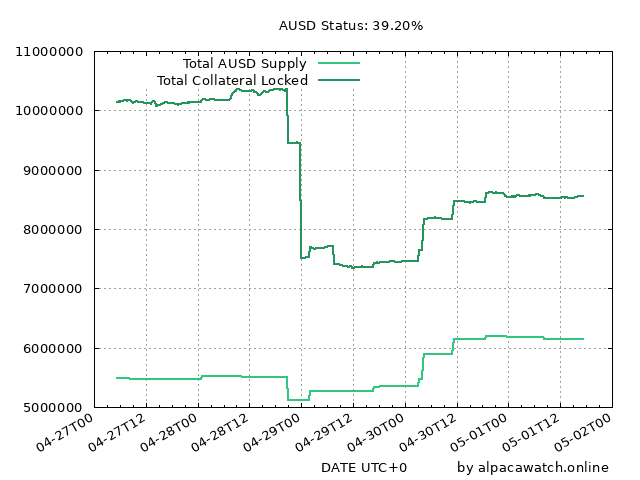 AUSD Status: 39.20%
11000000
Total AUSD Supply
Total Collateral Locked
10000000
9000000
8000000
7000000
6000000
5000000
04-27T00
04-27T12
04-28T00
04-28T12
04-29T00
04-29T12
04-30T00
04-30T12
05-01T00
05-01T12
05-02T00
DATE UTC+0
by alpacawatch.online